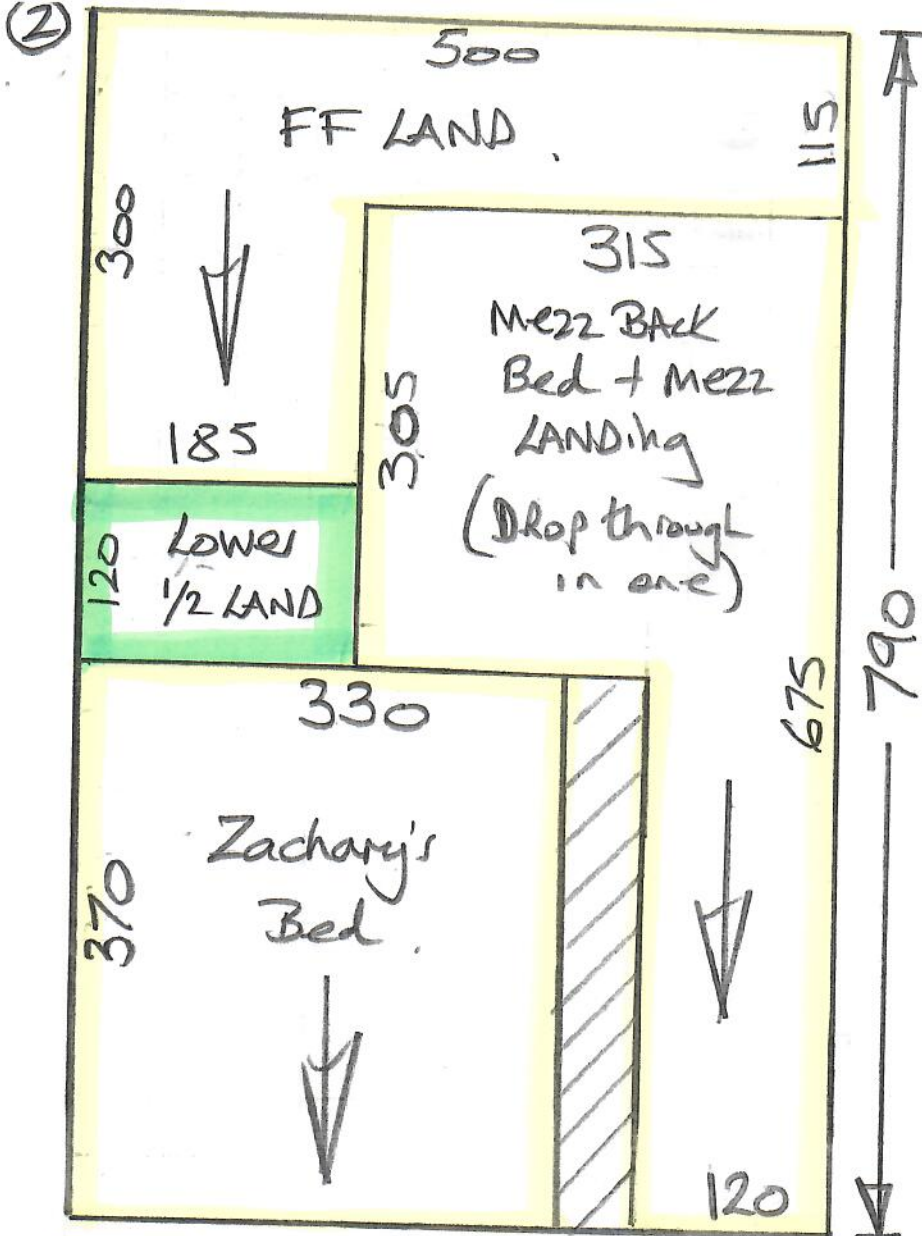 ②
500
FF LAND.
115
300
185
315
Mezz BAck
Bed + Mezz
LANDing
(DRop through
in one)
305
120
Lower
1/2 LAND
330
675
790
Zachary's
Bed.
370
120